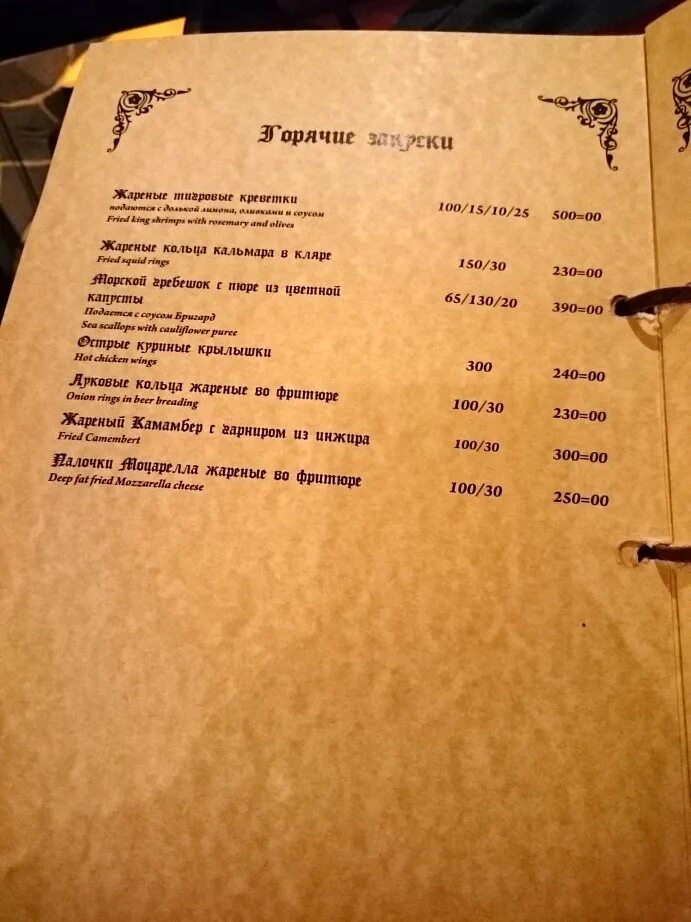 Горячие закуски
Жареные тигровые креветки 100/15/10/25 500=00
подаются с долькой лимона, оливками и соусом
Fried king shrimps with rosemary and olives
Жареные кольца кальмара в кляре 150/30 230=00
Fried squid rings
Морской гребешок с пюре из цветной
капусты 65/130/20 390=00
Подается с соусом Бригард
Sea scallops with cauliflower puree
Острые куриные крылышки 300 240=00
Hot chicken wings
Луковые кольца жареные во фритюре 100/30 230=00
Onion rings in beer breading
Жареный Камамбер с гарниром из инжира 100/30 300=00
Fried Camembert
Палочки Моцарелла жареные во фритюре 100/30 250=00
Deep fat fried Mozzarella cheese